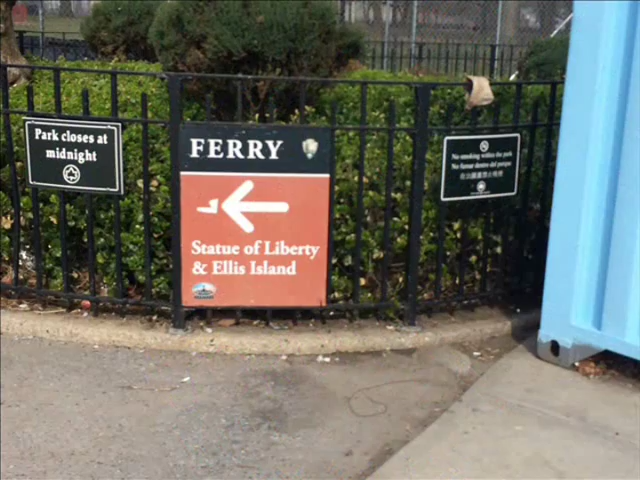 Park closes at
midnight
FERRY
Statue of Liberty
& Ellis Island
No smoking within the park
No fumar dentro del parque